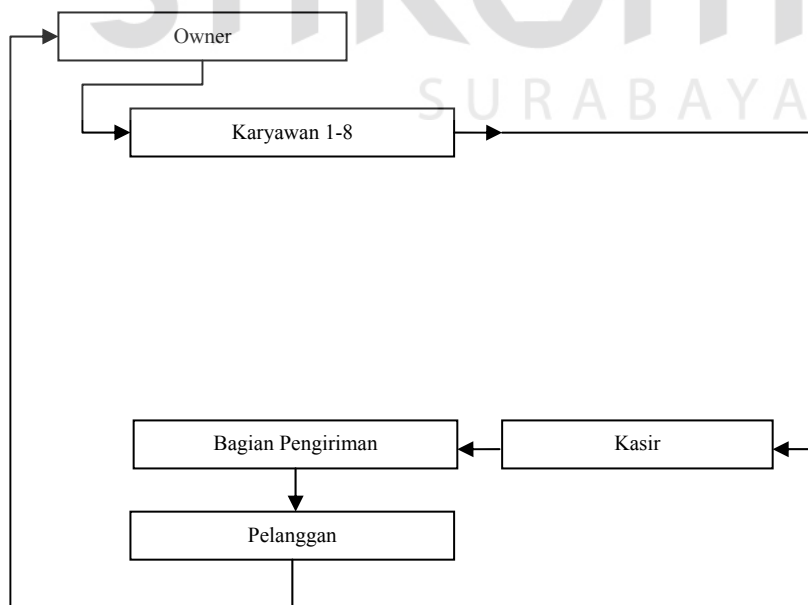 Owner
SURABAYA
Karyawan 1-8
Bagian Pengiriman
Kasir
Pelanggan